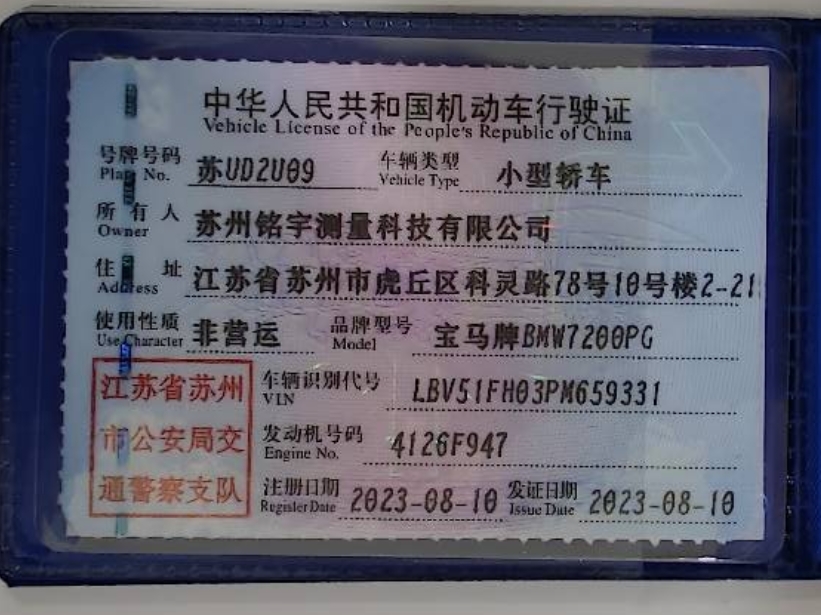 中华人民共和国机动车行驶证
Vehicle License of the People's Republic of China
号牌号码 苏UD2U09 车辆类型 小型轿车
Plate No. Vehicle Type
所有人 苏州铭宇测量科技有限公司
Owner
住址 江苏省苏州市虎丘区科灵路78号10号楼2-21
Address
使用性质 非营运 品牌型号 宝马牌BMW7200PG
Use Character Model
江苏省苏州 车辆识别代号 LBV51FH03PM659331
VIN
市公安局交 发动机号码 4126F947
Engine No.
通警察支队 注册日期 2023-08-10 发证日期 2023-08-10
Register Date Issue Date